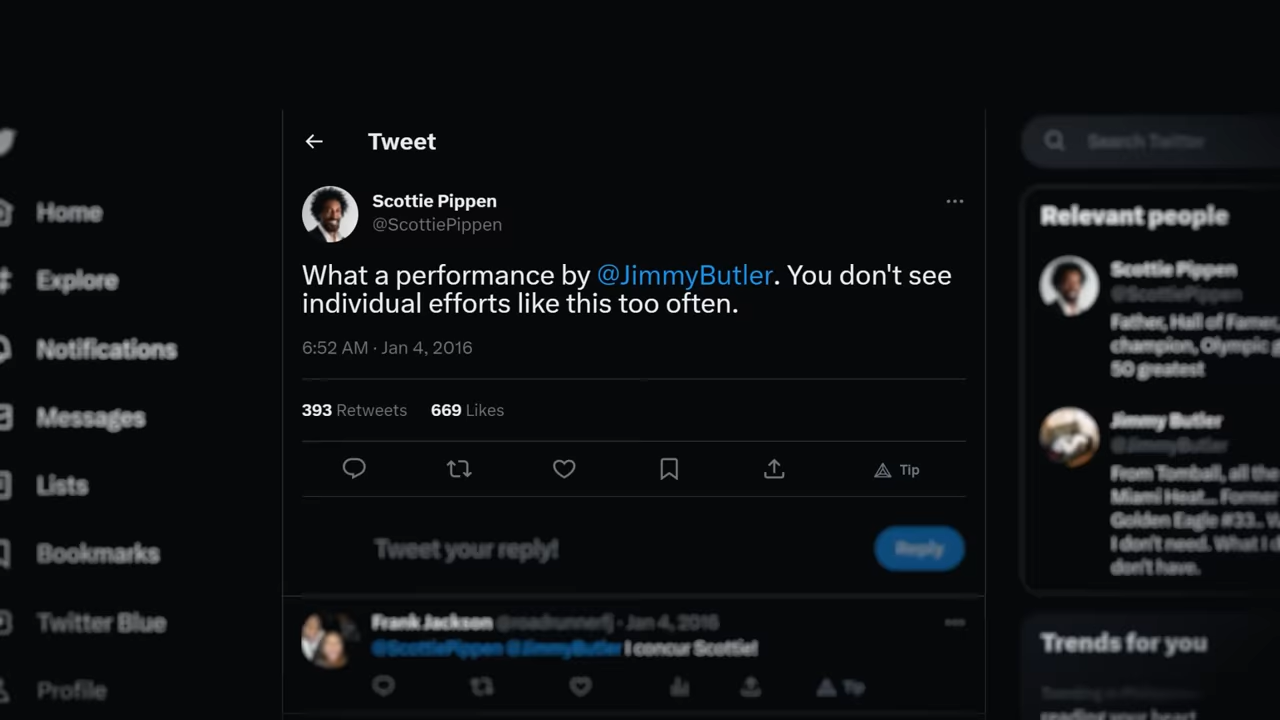 Tweet
Scottie Pippen
@ScottiePippen
What a performance by @JimmyButler. You don't see
individual efforts like this too often.
6:52 AM · Jan 4, 2016
393 Retweets 669 Likes
Tip
Tweet your reply!
Reply
Frank Jackson @roadrunnerfj · Jan 4, 2016
@ScottiePippen @JimmyButler I concur Scottie!
Tip
Home
Explore
Notifications
Messages
Lists
Bookmarks
Twitter Blue
Profile
Search Twitter
Relevant people
Scottie Pippen
@ScottiePippen
Father, Hall of Famer,
champion, Olympic
50 greatest
Jimmy Butler
@JimmyButler
From Tomball, all the
Miami Heat... Former
Golden Eagle #33..
I don't need. What I
don't have.
Trends for you
reading your heart